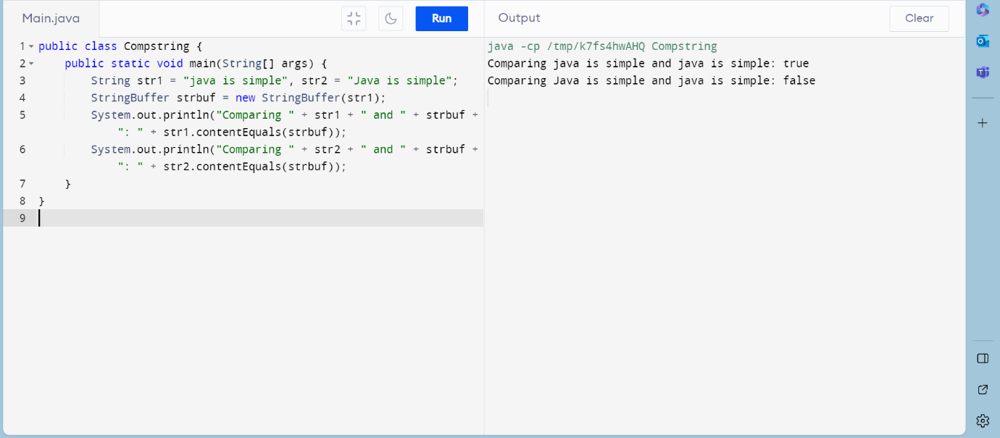 Main.java
Run
Output
Clear
1 public class Compstring {
2 public static void main(String[] args) {
3 String str1 = "java is simple", str2 = "Java is simple";
4 StringBuffer strbuf = new StringBuffer(str1);
5 System.out.println("Comparing " + str1 + " and " + strbuf +
": " + str1.contentEquals(strbuf));
6 System.out.println("Comparing " + str2 + " and " + strbuf +
": " + str2.contentEquals(strbuf));
7 }
8 }
9
java -cp /tmp/k7fs4hwAHQ Compstring
Comparing java is simple and java is simple: true
Comparing Java is simple and java is simple: false